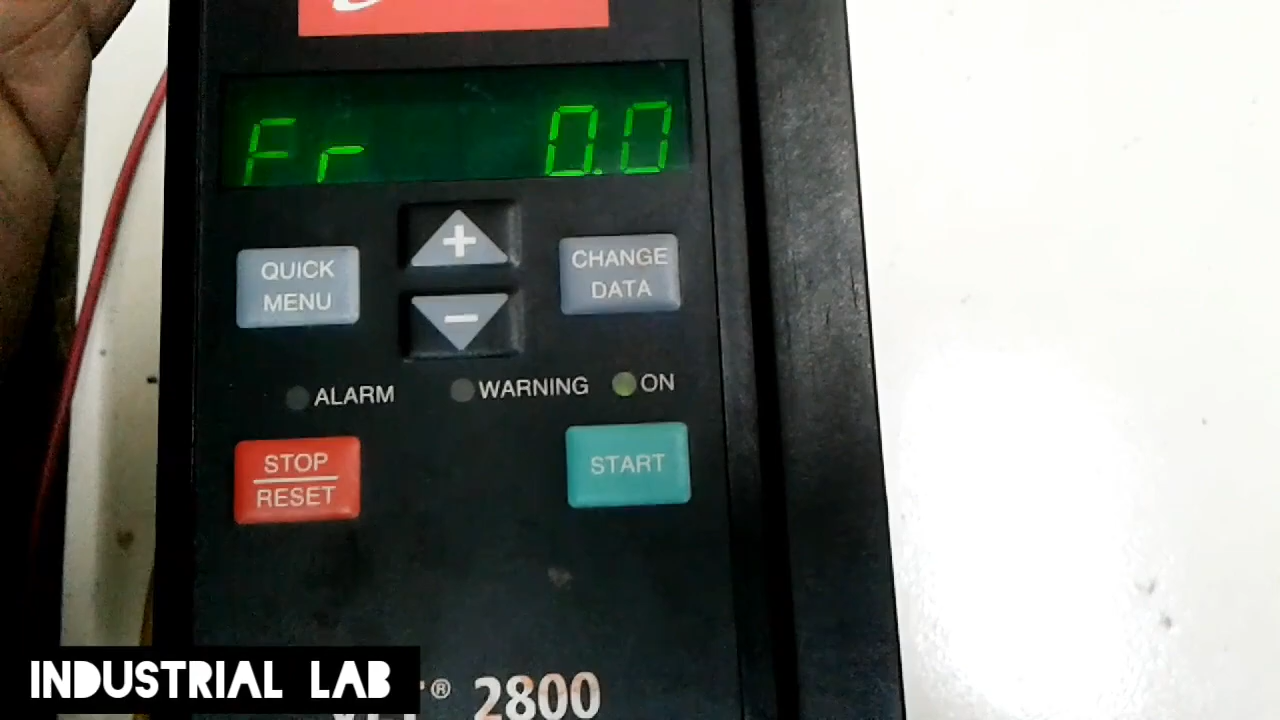 Fr 0.0
+
QUICK
MENU
CHANGE
DATA
-
ALARM
WARNING
ON
STOP
RESET
START
® 2800
INDUSTRIAL LAB